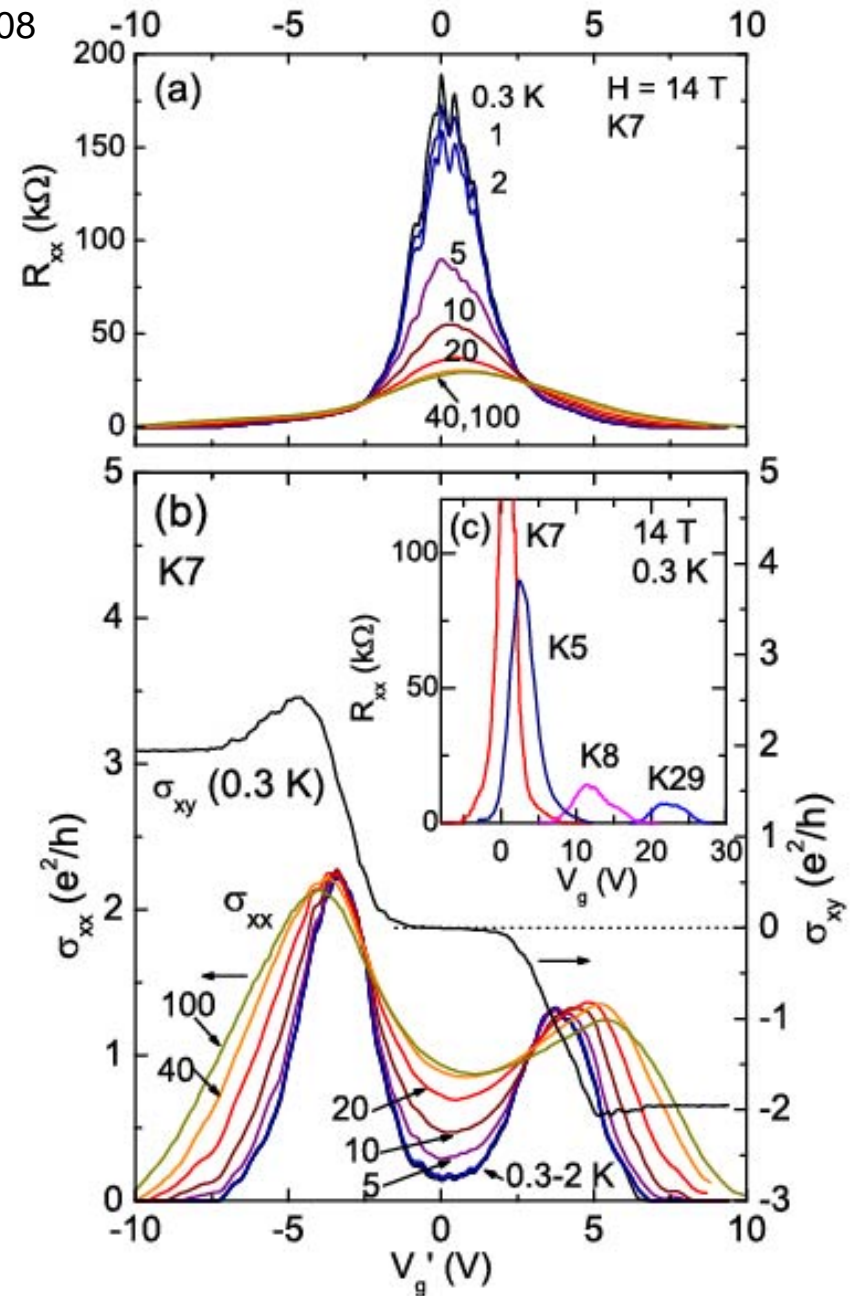 08
-10 -5 0 5 10
200
150
100
50
0
R_xx (kΩ)
(a)
0.3 K
1
2
5
10
20
40,100
H = 14 T
K7
5
4
3
2
1
0
σ_xx (e²/h)
(b)
K7
σ_xy (0.3 K)
σ_xx
100
40
20
10
5
0.3-2 K
(c)
K7
14 T
0.3 K
K5
K8
K29
100
50
0
R_xx (kΩ)
0 10 20 30
V_g (V)
5
4
3
2
1
0
-1
-2
-3
σ_xy (e²/h)
-10 -5 0 5 10
V_g' (V)